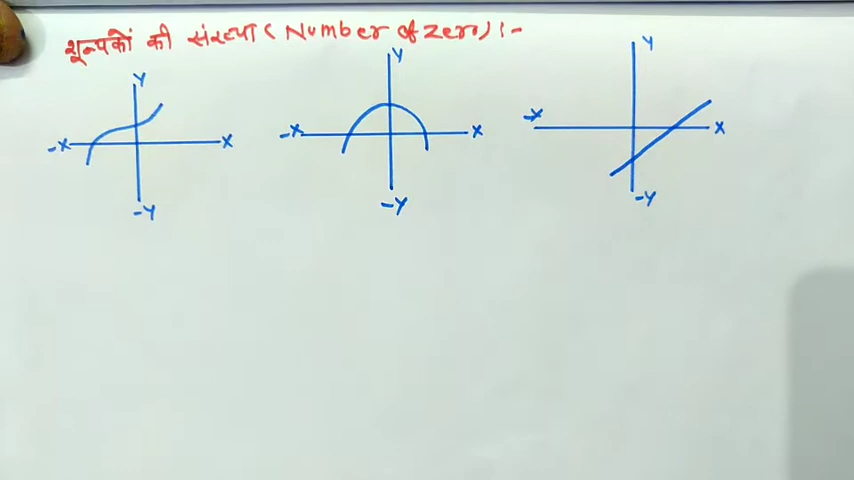 शून्यकों की संख्या (Number of zero) :-
Y Y Y
-X X -X X -X X
-Y -Y -Y